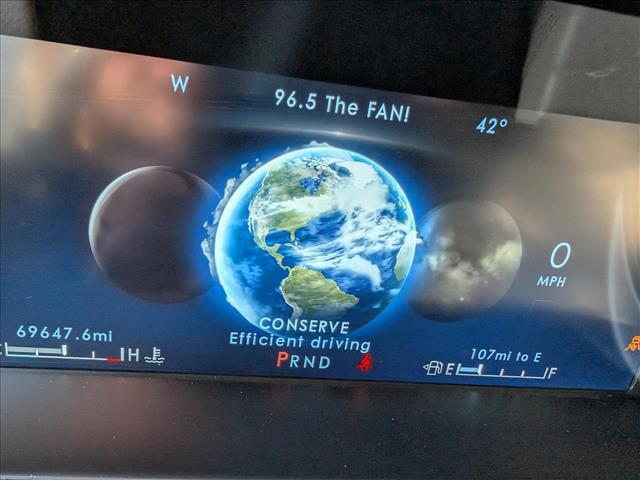 W
96.5 The FAN!
42°
0
MPH
CONSERVE
Efficient driving
PRND
69647.6mi
H
107mi to E
E F